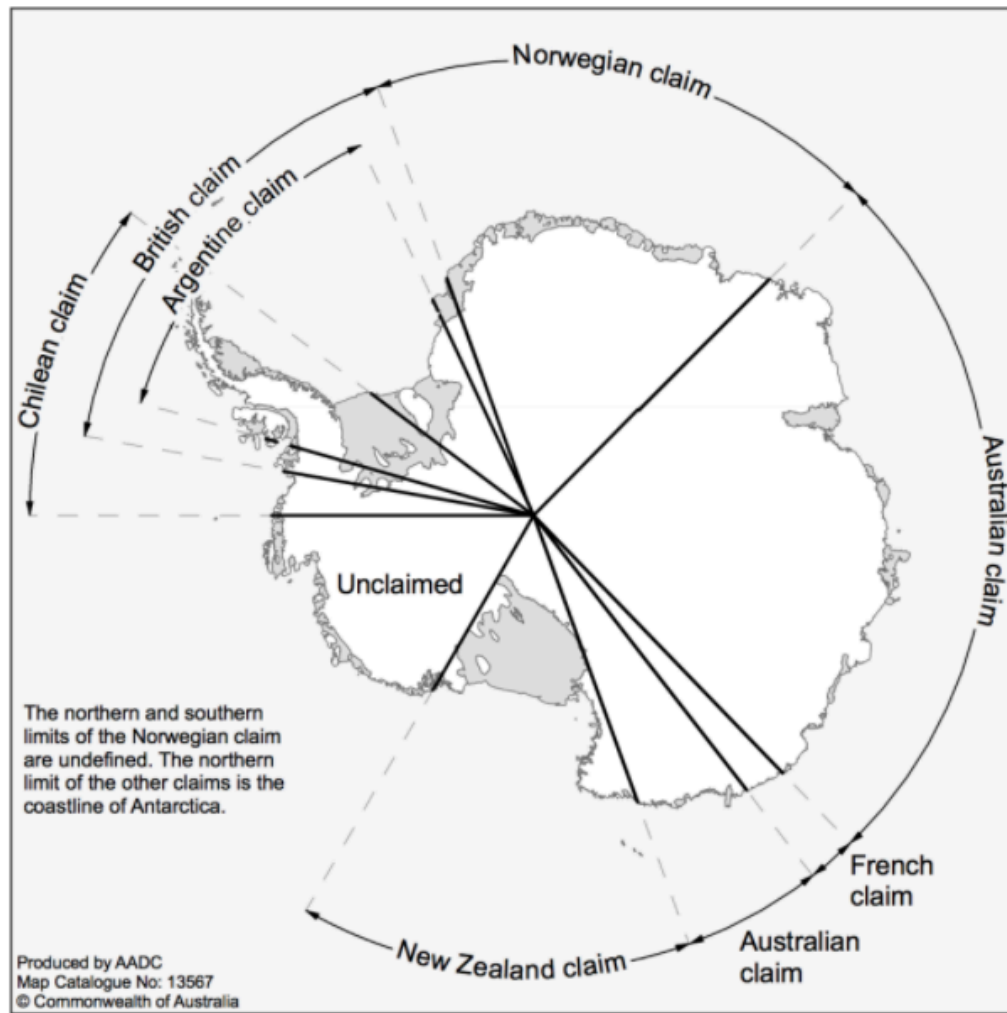 Norwegian claim
British claim
Argentine claim
Chilean claim
Australian claim
Unclaimed
The northern and southern
limits of the Norwegian claim
are undefined. The northern
limit of the other claims is the
coastline of Antarctica.
French
claim
Australian
claim
New Zealand claim
Produced by AADC
Map Catalogue No: 13567
© Commonwealth of Australia